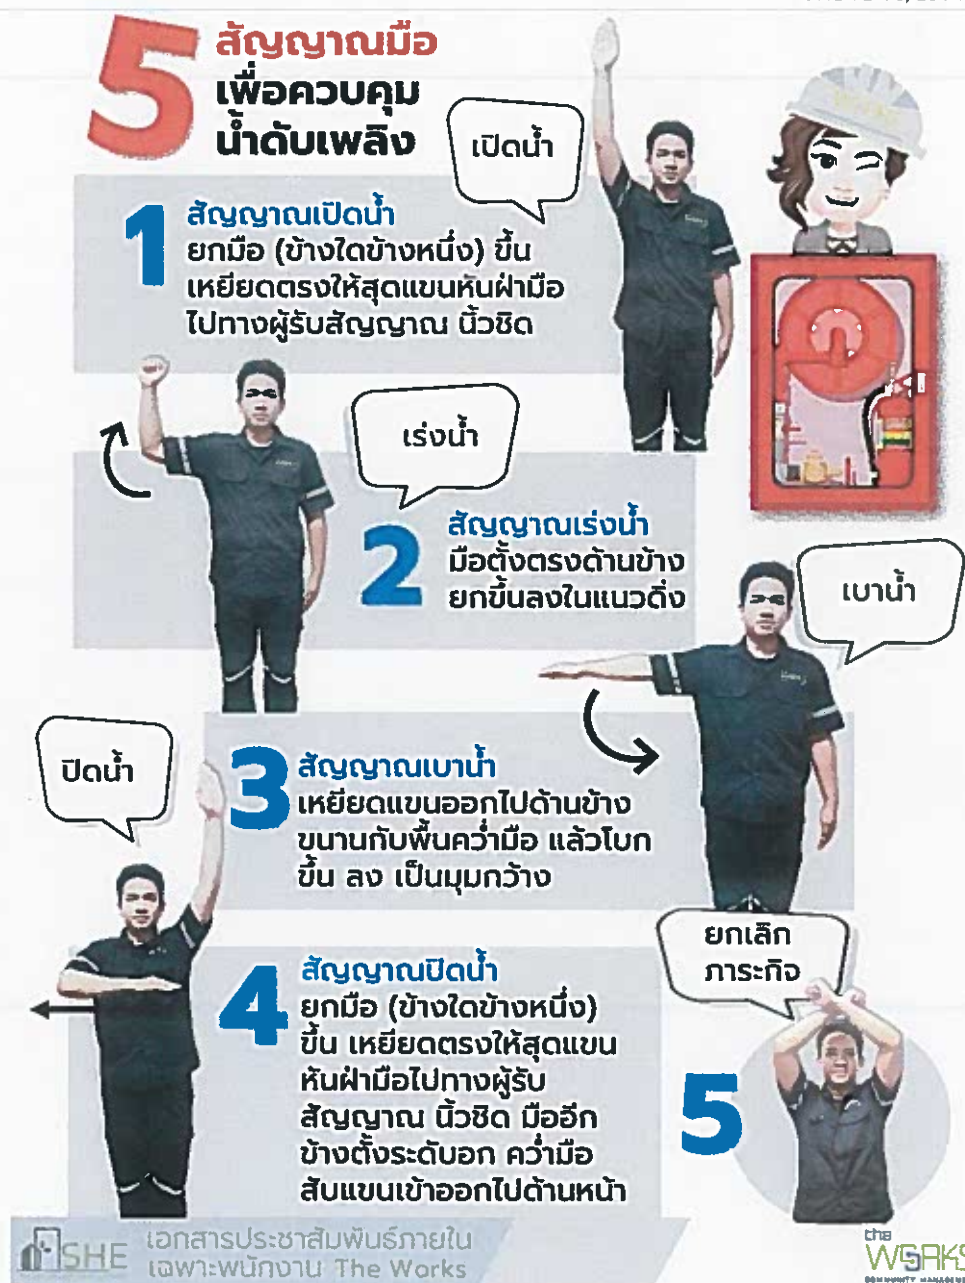 5 สัญญาณมือ
เพื่อควบคุม
น้ำดับเพลิง
เปิดน้ำ
1 สัญญาณเปิดน้ำ
ยกมือ (ข้างใดข้างหนึ่ง) ขึ้น
เหยียดตรงให้สุดแขนหันฝ่ามือ
ไปทางผู้รับสัญญาณ นิ้วชิด
เร่งน้ำ
2 สัญญาณเร่งน้ำ
มือตั้งตรงด้านข้าง
ยกขึ้นลงในแนวดิ่ง
เบาน้ำ
3 สัญญาณเบาน้ำ
เหยียดแขนออกไปด้านข้าง
ขนานกับพื้นคว่ำมือ แล้วโบก
ขึ้น ลง เป็นมุมกว้าง
ปิดน้ำ
4 สัญญาณปิดน้ำ
ยกมือ (ข้างใดข้างหนึ่ง)
ขึ้น เหยียดตรงให้สุดแขน
หันฝ่ามือไปทางผู้รับ
สัญญาณ นิ้วชิด มืออีก
ข้างตั้งระดับอก คว่ำมือ
สับแขนเข้าออกไปด้านหน้า
ยกเลิก
ภาระกิจ
5
SHE
เอกสารประชาสัมพันธ์ภายใน
เฉพาะพนักงาน The Works
the
WORKS
COMMUNITY MANAGEMENT